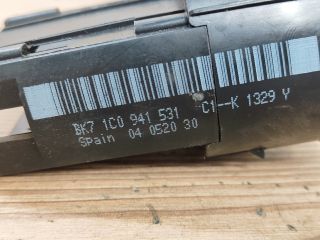 BK7 1C0 941 531 C1--K 1329 Y
Spain 04 0520 30